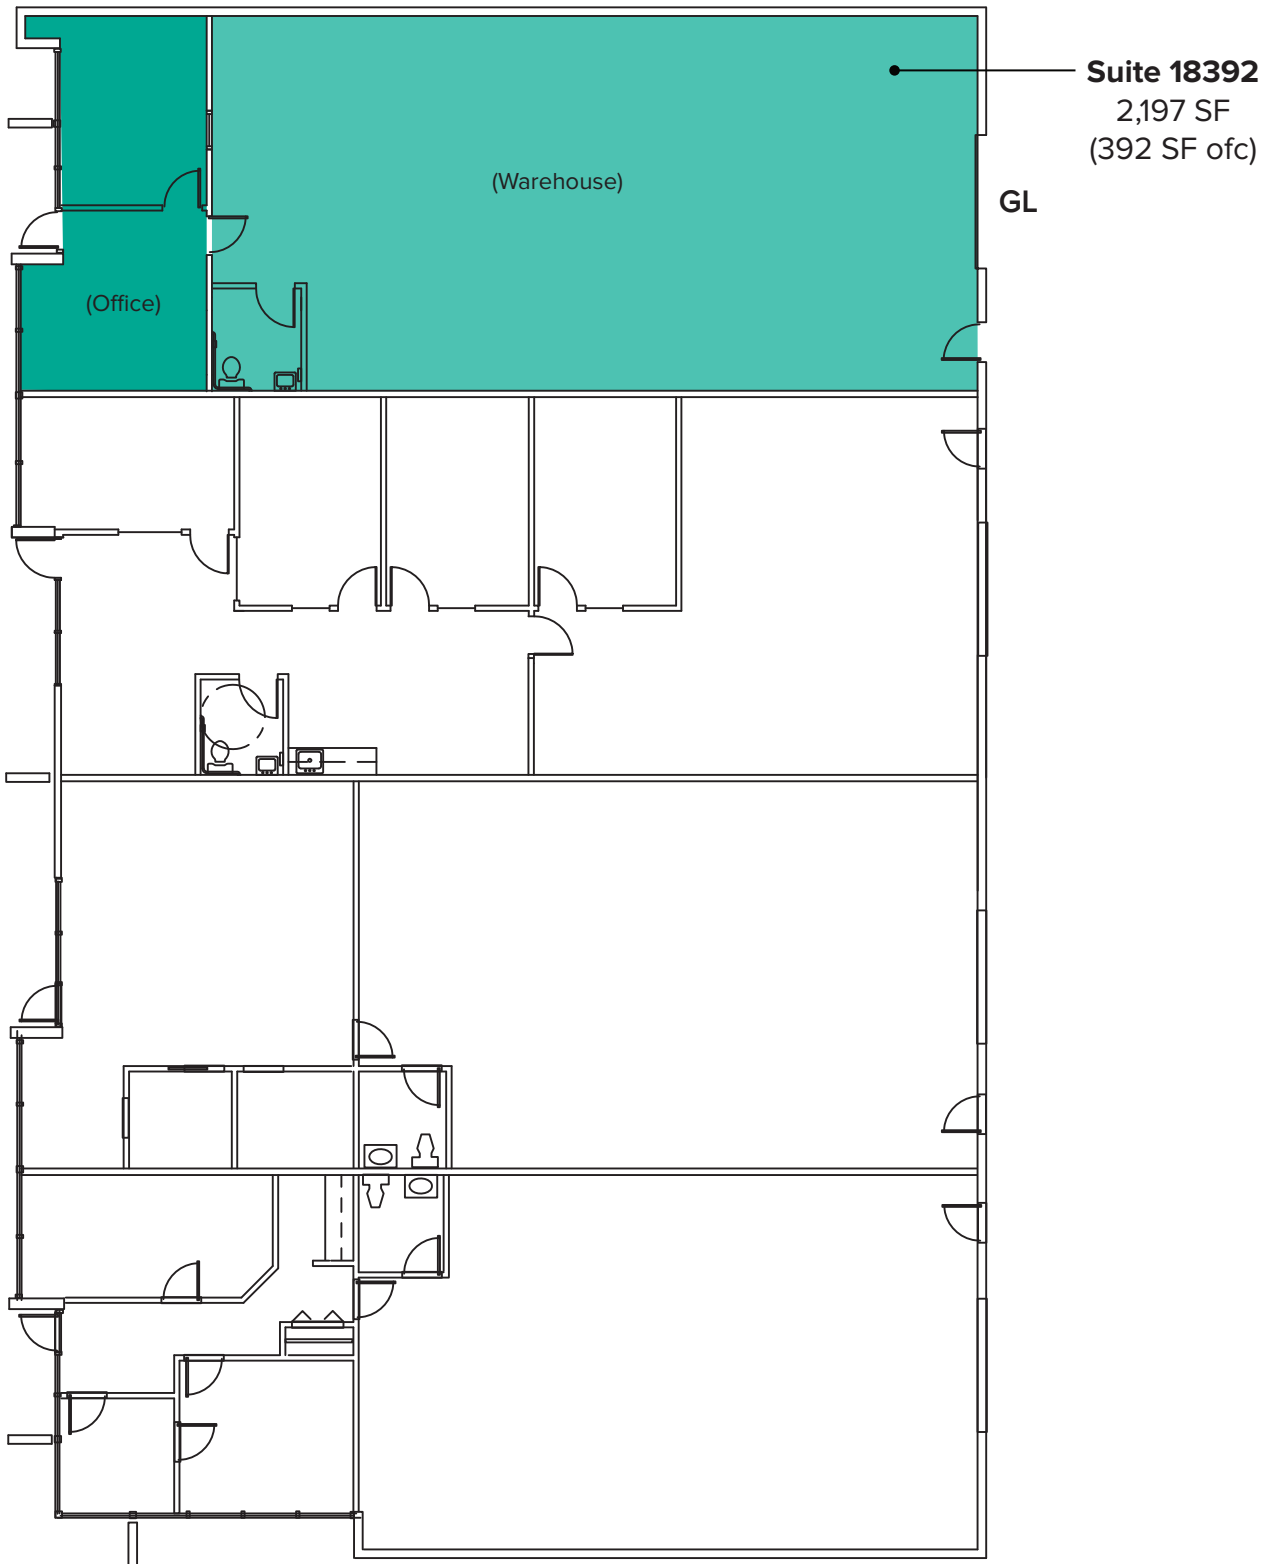 Suite 18392
2,197 SF
(392 SF ofc)
(Warehouse)
GL
(Office)